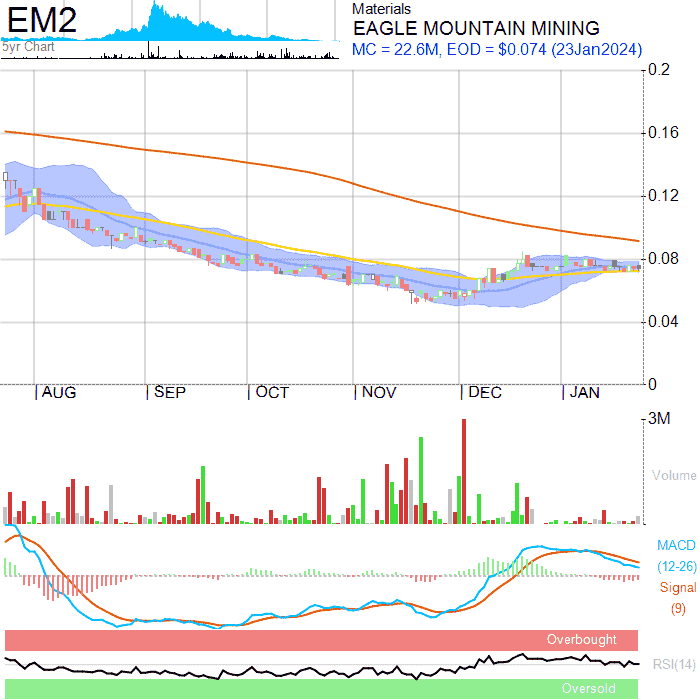 EM2
5yr Chart
Materials
EAGLE MOUNTAIN MINING
MC = 22.6M, EOD = $0.074 (23Jan2024)
0.2
0.16
0.12
0.08
0.04
0
AUG SEP OCT NOV DEC JAN
3M
Volume
MACD
(12-26)
Signal
(9)
Overbought
RSI(14)
Oversold